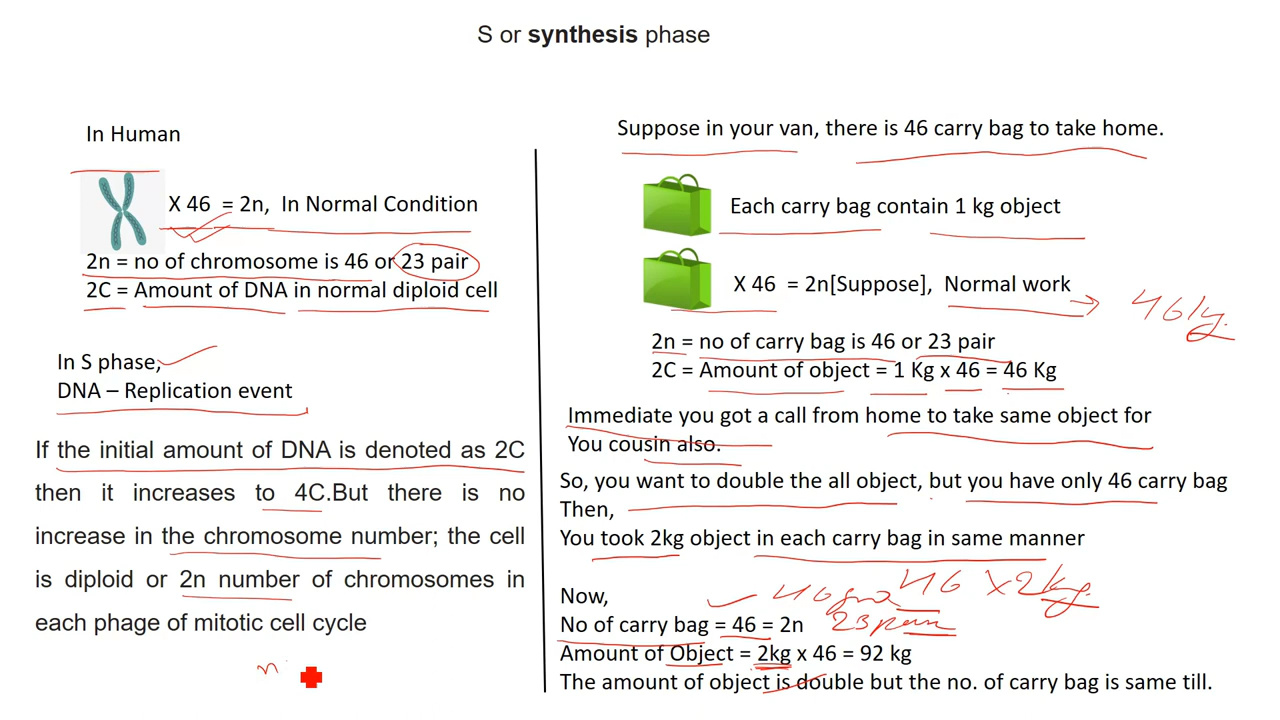 S or synthesis phase
In Human
X 46 = 2n, In Normal Condition
2n = no of chromosome is 46 or 23 pair
2C = Amount of DNA in normal diploid cell
In S phase,
DNA – Replication event
If the initial amount of DNA is denoted as 2C
then it increases to 4C.But there is no
increase in the chromosome number; the cell
is diploid or 2n number of chromosomes in
each phage of mitotic cell cycle
n
Suppose in your van, there is 46 carry bag to take home.
Each carry bag contain 1 kg object
X 46 = 2n[Suppose], Normal work
46 kg
2n = no of carry bag is 46 or 23 pair
2C = Amount of object = 1 Kg x 46 = 46 Kg
Immediate you got a call from home to take same object for
You cousin also.
So, you want to double the all object, but you have only 46 carry bag
Then,
You took 2kg object in each carry bag in same manner
Now,
46 46 X 2 kg
No of carry bag = 46 = 2n 23 pair
Amount of Object = 2kg x 46 = 92 kg
The amount of object is double but the no. of carry bag is same till.